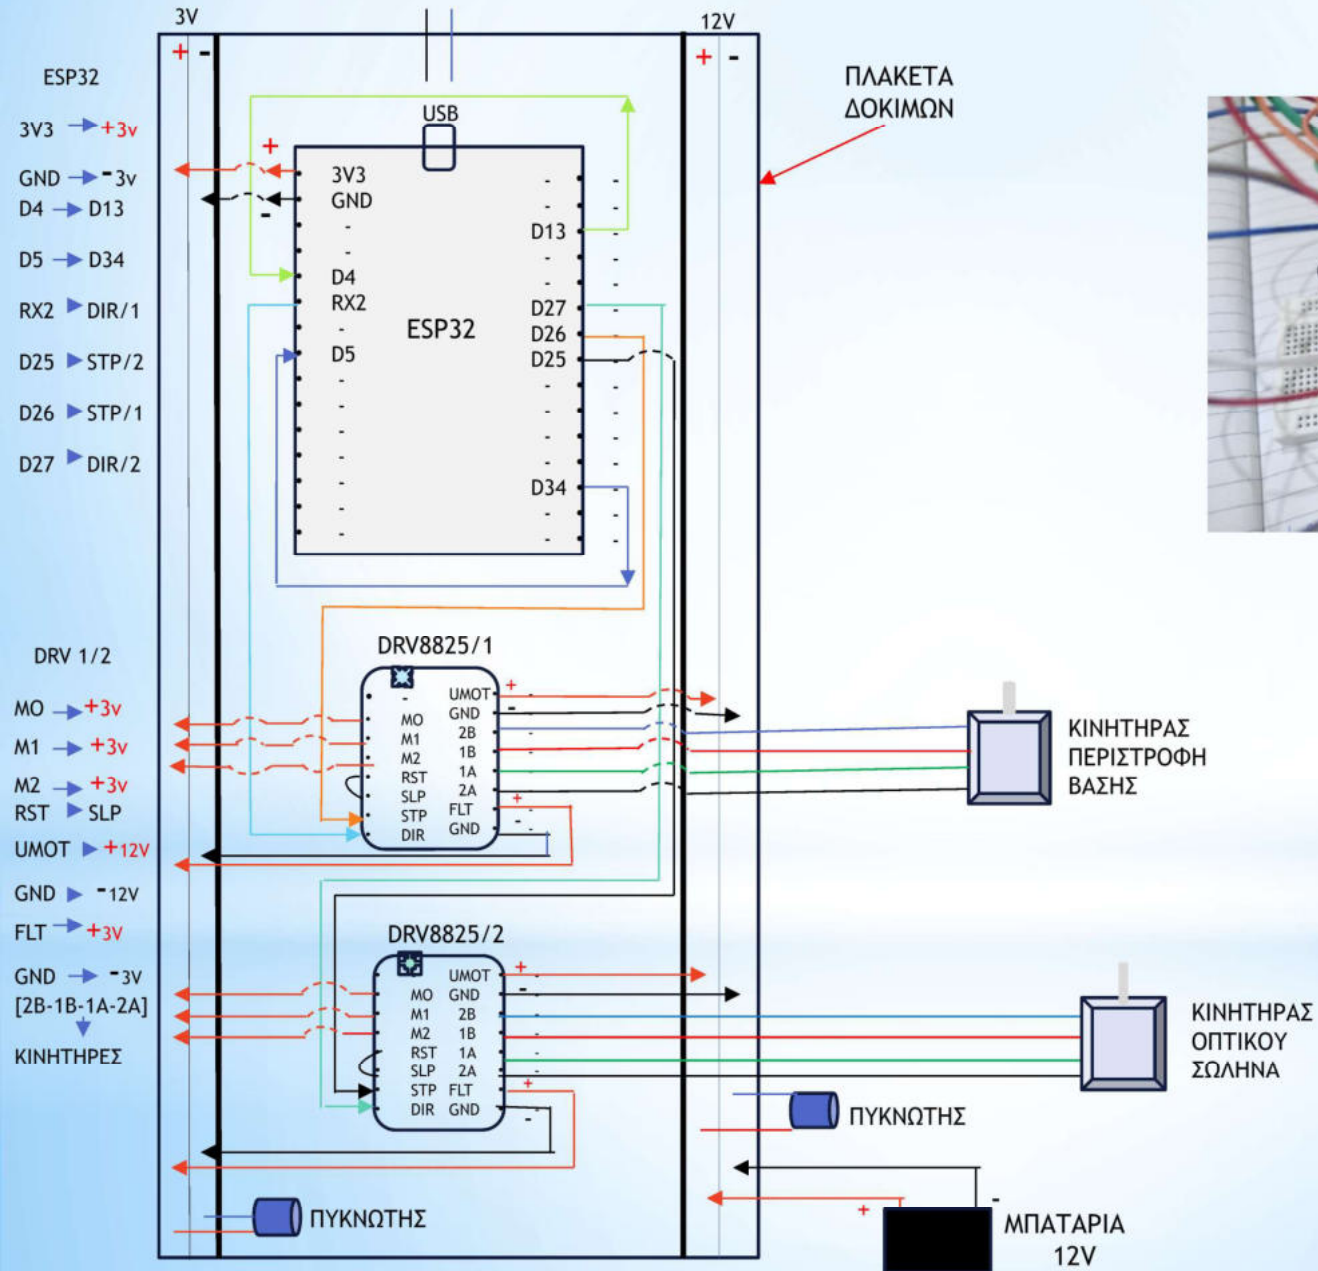 3V
12V
+ -
+ -
ESP32
3V3 +3v
GND -3v
D4 D13
D5 D34
RX2 DIR/1
D25 STP/2
D26 STP/1
D27 DIR/2
ΠΛΑΚΕΤΑ
ΔΟΚΙΜΩΝ
USB
+
3V3
GND
-
-
-
D4
RX2
-
D5
-
-
-
-
-
-
-
ESP32
-
-
D13
-
-
D27
D26
D25
-
-
-
-
D34
-
-
DRV 1/2
MO +3v
M1 +3v
M2 +3v
RST SLP
UMOT +12V
GND -12V
FLT +3V
GND -3V
[2B-1B-1A-2A]
ΚΙΝΗΤΗΡΕΣ
DRV8825/1
-
MO
M1
M2
RST
SLP
STP
DIR
UMOT +
GND -
2B
1B
1A
2A
FLT +
GND -
ΚΙΝΗΤΗΡΑΣ
ΠΕΡΙΣΤΡΟΦΗ
ΒΑΣΗΣ
DRV8825/2
MO
M1
M2
RST
SLP
STP
DIR
UMOT +
GND -
2B
1B
1A
2A
FLT +
GND -
ΚΙΝΗΤΗΡΑΣ
ΟΠΤΙΚΟΥ
ΣΩΛΗΝΑ
ΠΥΚΝΩΤΗΣ
ΠΥΚΝΩΤΗΣ
+ -
ΜΠΑΤΑΡΙΑ
12V